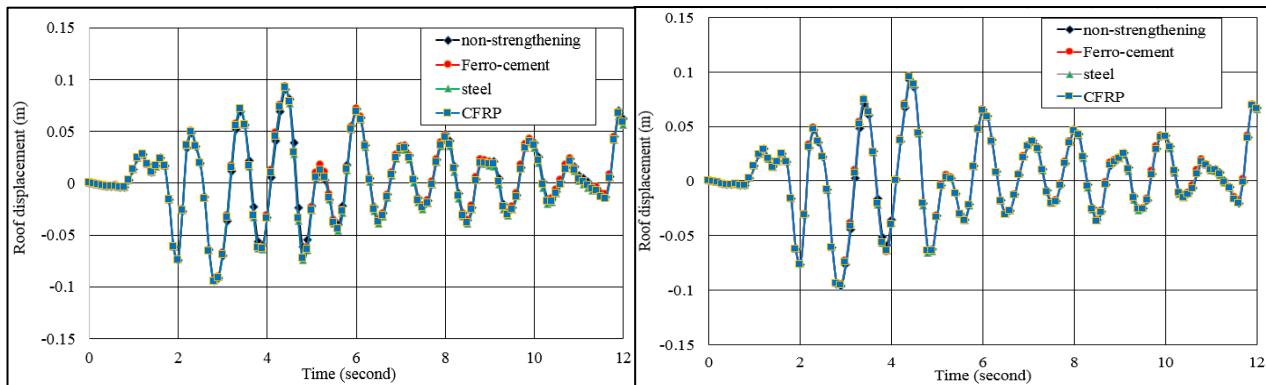 0.15
0.1
0.05
0
-0.05
-0.1
-0.15
Roof displacement (m)
non-strengthening
Ferro-cement
steel
CFRP
0 2 4 6 8 10 12
Time (second)
0.15
0.1
0.05
0
-0.05
-0.1
-0.15
Roof displacement (m)
non-strengthening
Ferro-cement
steel
CFRP
0 2 4 6 8 10 12
Time (second)